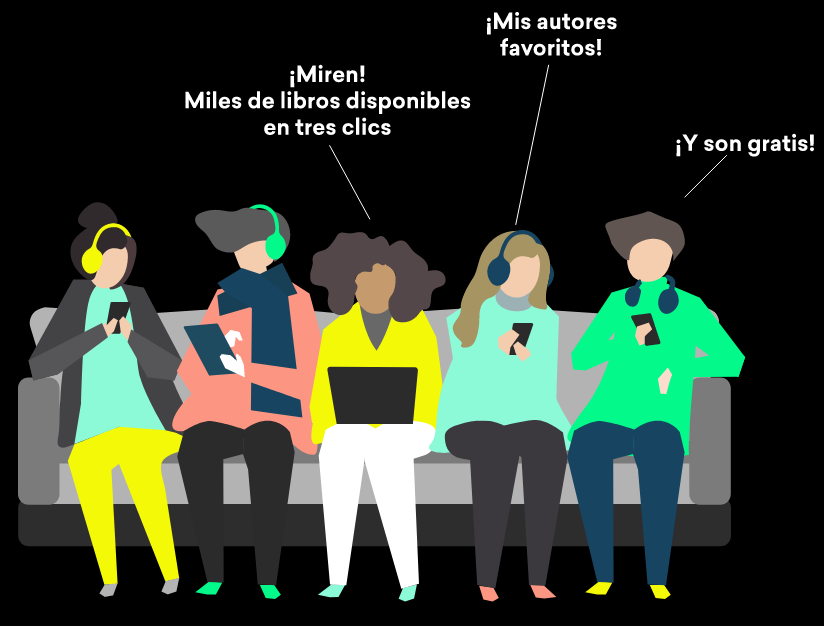 ¡Mis autores
favoritos!
¡Miren!
Miles de libros disponibles
en tres clics
¡Y son gratis!